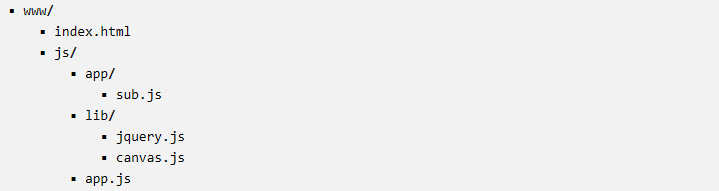 www/
index.html
js/
app/
sub.js
lib/
jquery.js
canvas.js
app.js